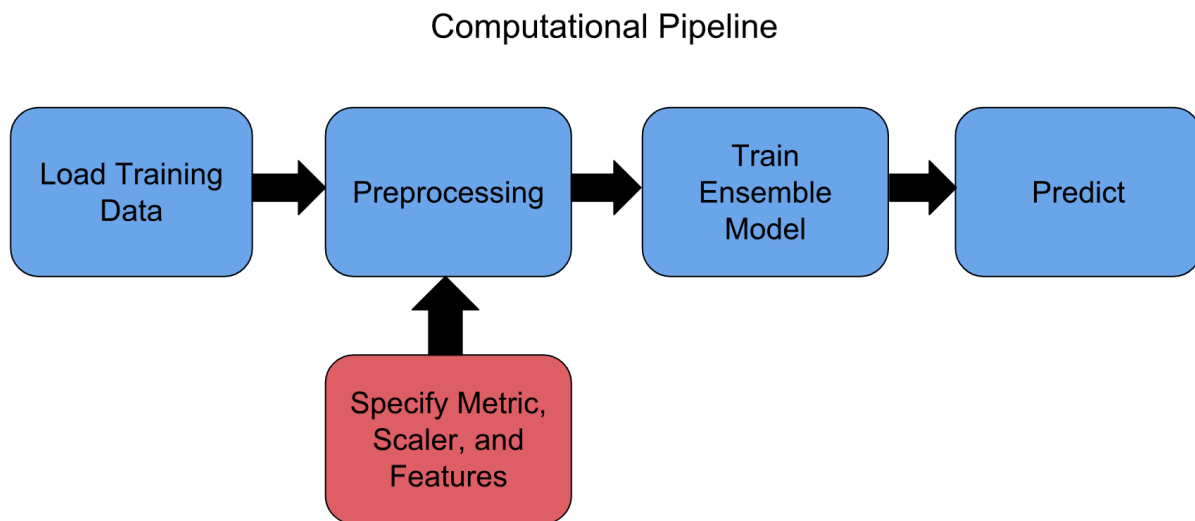 Computational Pipeline
Load Training
Data
Preprocessing
Train
Ensemble
Model
Predict
Specify Metric,
Scaler, and
Features